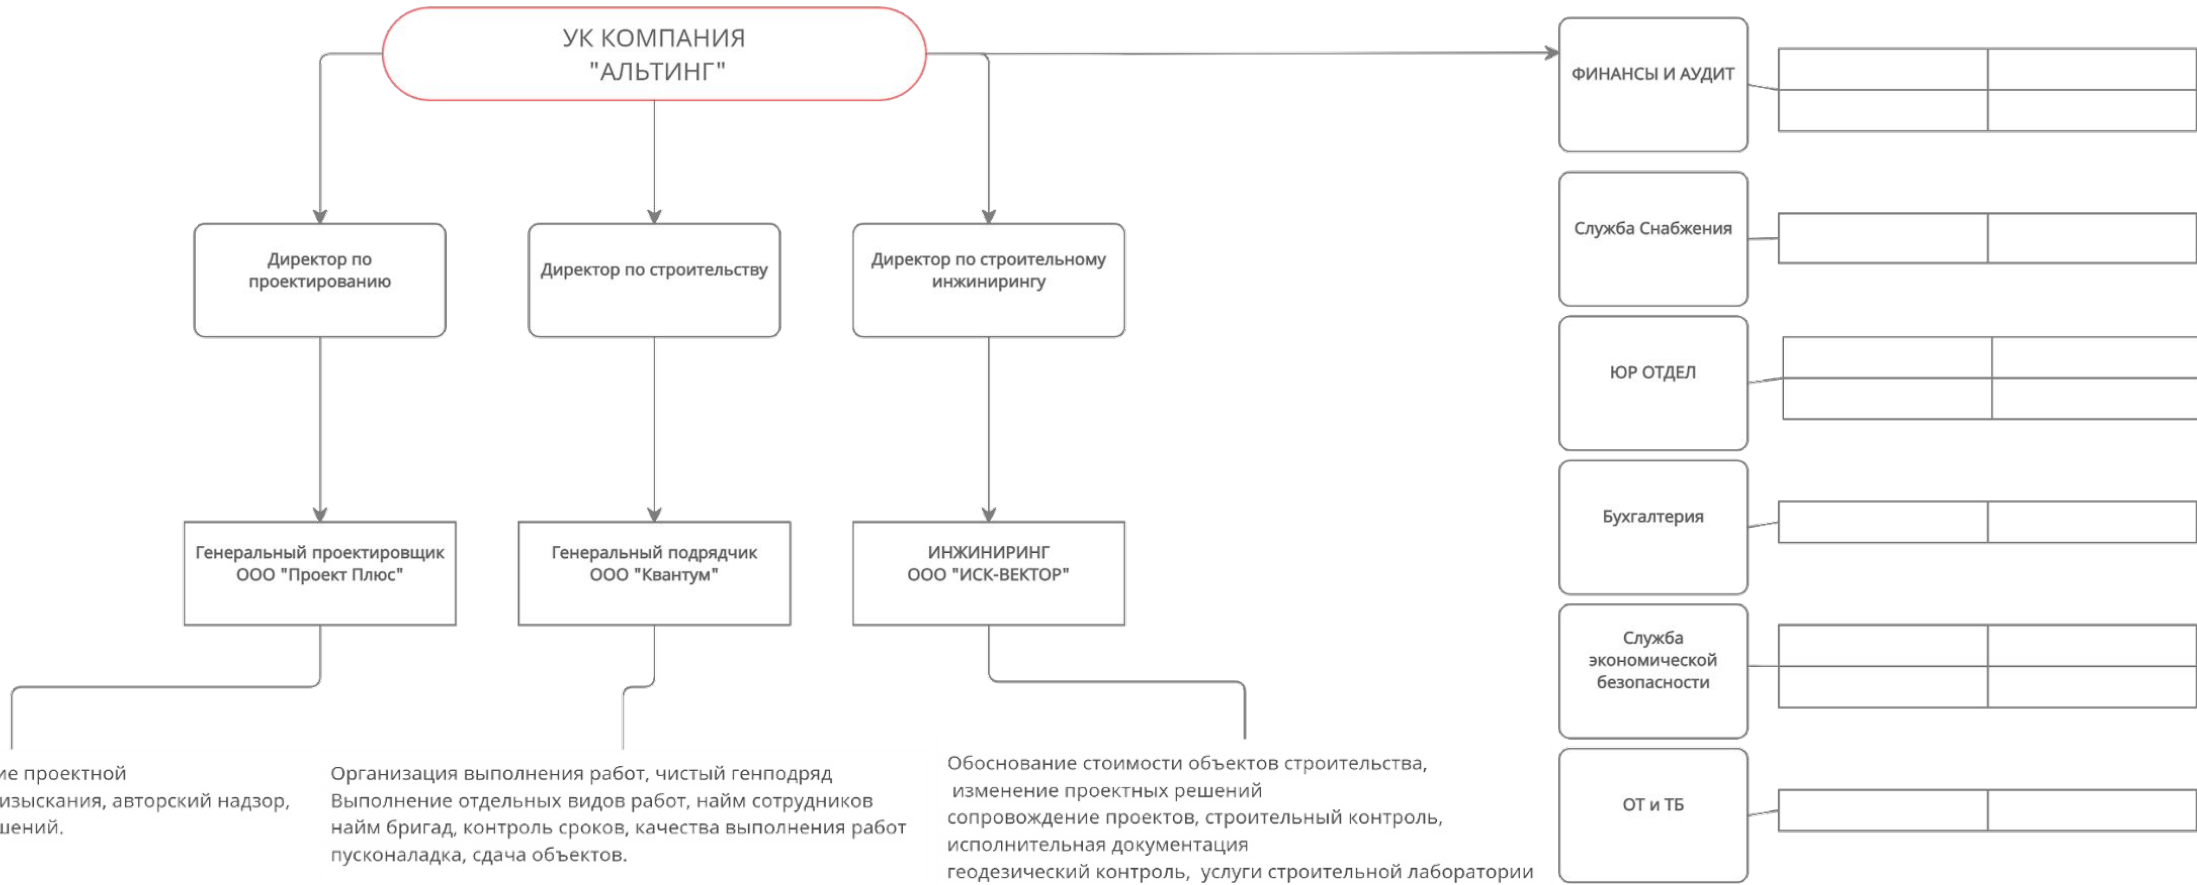 УК КОМПАНИЯ
"АЛЬТИНГ"
Директор по
проектированию
Директор по строительству
Директор по строительному
инжинирингу
Генеральный проектировщик
ООО "Проект Плюс"
Генеральный подрядчик
ООО "Квантум"
ИНЖИНИРИНГ
ООО "ИСК-ВЕКТОР"
проектной
изыскания, авторский надзор,
Организация выполнения работ, чистый генподряд
Выполнение отдельных видов работ, найм сотрудников
найм бригад, контроль сроков, качества выполнения работ
пусконаладка, сдача объектов.
Обоснование стоимости объектов строительства,
изменение проектных решений
сопровождение проектов, строительный контроль,
исполнительная документация
геодезический контроль, услуги строительной лаборатории
ФИНАНСЫ И АУДИТ
Служба Снабжения
ЮР ОТДЕЛ
Бухгалтерия
Служба
экономической
безопасности
ОТ и ТБ